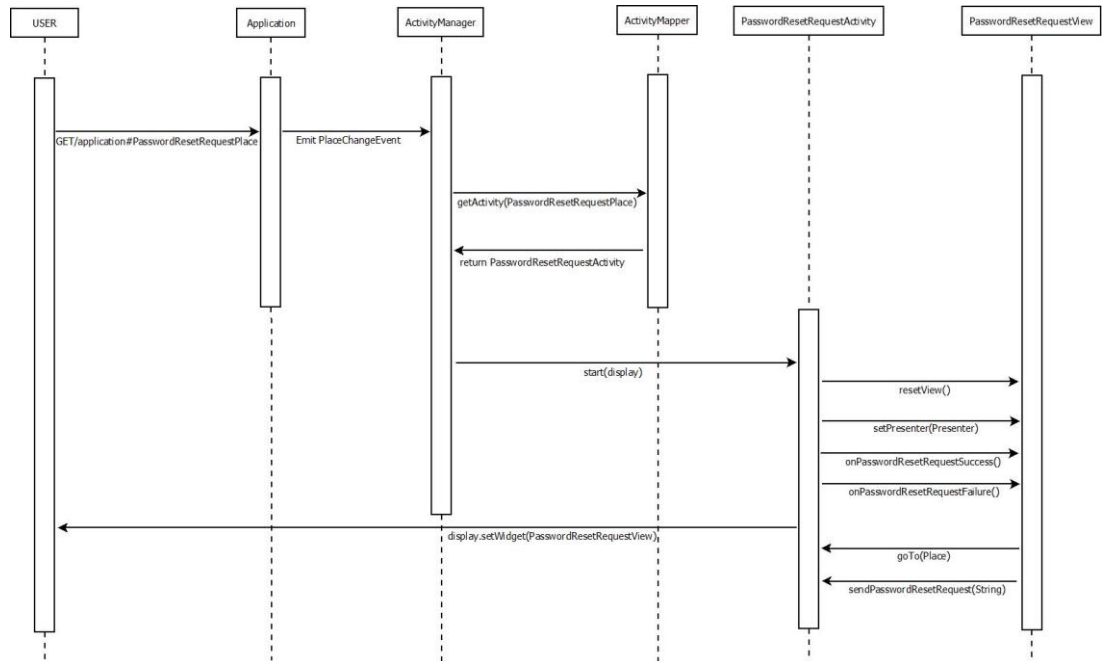 USER
Application
ActivityManager
ActivityMapper
PasswordResetRequestActivity
PasswordResetRequestView
GET/application#PasswordResetRequestPlace
Emit PlaceChangeEvent
getActivity(PasswordResetRequestPlace)
return PasswordResetRequestActivity
start(display)
resetView()
setPresenter(Presenter)
onPasswordResetRequestSuccess()
onPasswordResetRequestFailure()
display.setWidget(PasswordResetRequestView)
goTo(Place)
sendPasswordResetRequest(String)